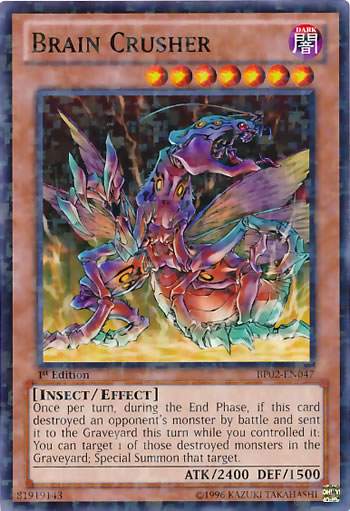 BRAIN CRUSHER
DARK
闇
1st Edition
BP02-EN047
[INSECT/EFFECT]
Once per turn, during the End Phase, if this card
destroyed an opponent's monster by battle and sent
it to the Graveyard this turn while you controlled it:
You can target 1 of those destroyed monsters in
the Graveyard; Special Summon that target.
ATK/2400 DEF/1500
81919143
©1996 KAZUKI TAKAHASHI